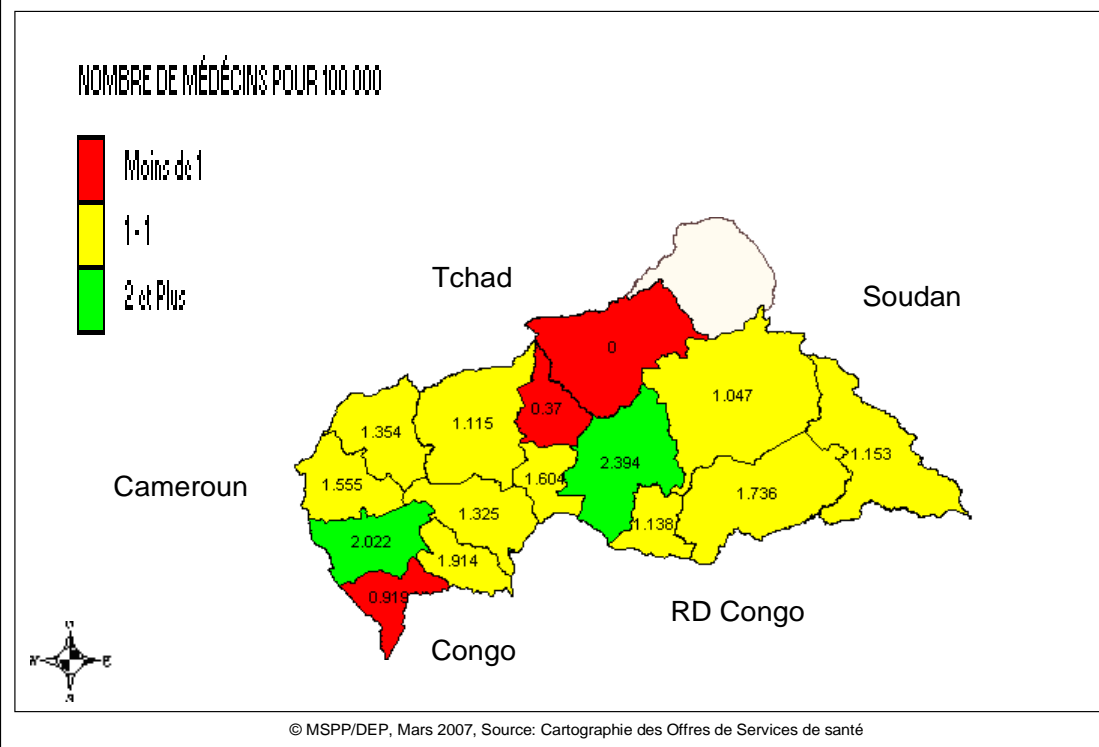 NOMBRE DE MÉDÉCINS POUR 100 000
Moins de 1
1-1
2 et Plus
Tchad
Soudan
0
1.047
0.37
1.115
1.354
2.394
1.153
1.604
1.555
1.736
Cameroun
1.325
1.138
2.022
1.914
0.919
RD Congo
Congo
N
W
E
S
© MSPP/DEP, Mars 2007, Source: Cartographie des Offres de Services de santé